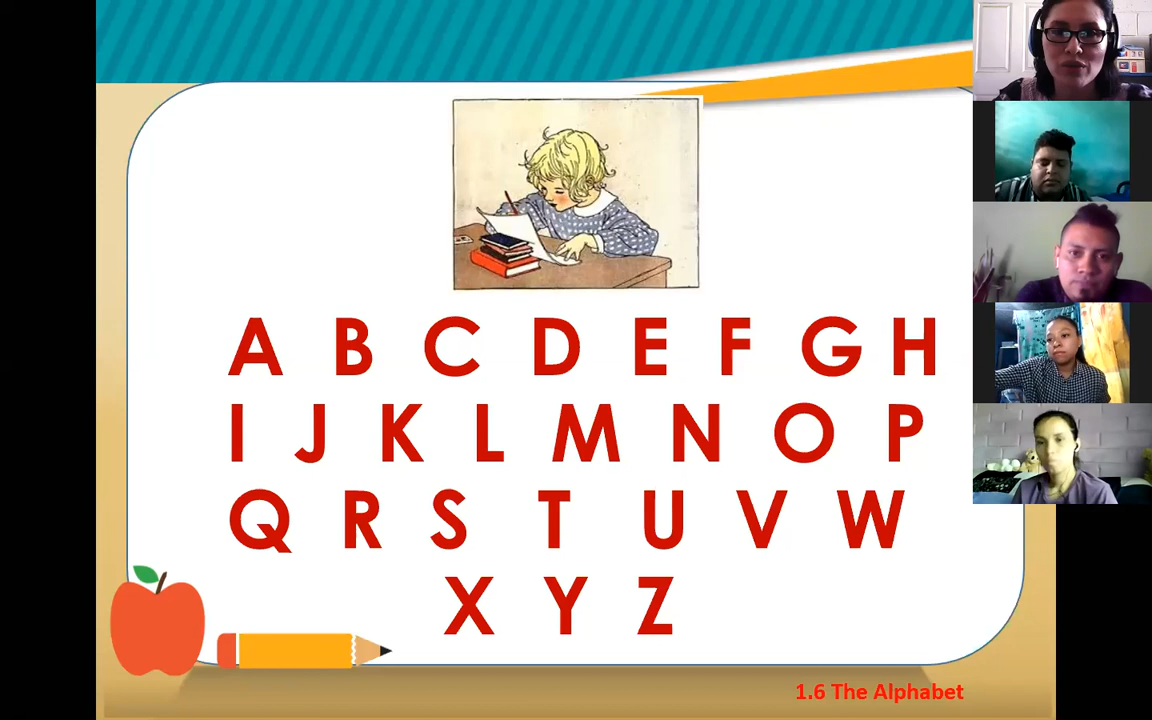 A B C D E F G H
I J K L M N O P
Q R S T U V W
X Y Z
1.6 The Alphabet